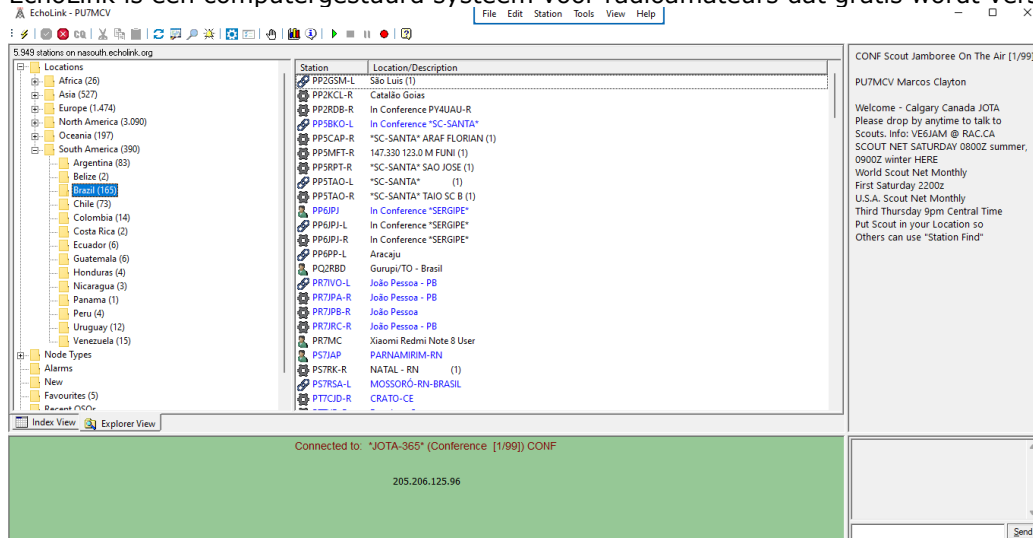 EchoLink is een computergestuurd systeem voor radioamateurs dat gratis wordt vers
EchoLink - PU7MCV
File Edit Station Tools View Help
5.949 stations on nasouth.echolink.org
Locations
Africa (26)
Asia (527)
Europe (1.474)
North America (3.090)
Oceania (197)
South America (390)
Argentina (83)
Belize (2)
Brazil (165)
Chile (73)
Colombia (14)
Costa Rica (2)
Ecuador (6)
Guatemala (6)
Honduras (4)
Nicaragua (3)
Panama (1)
Peru (4)
Uruguay (12)
Venezuela (15)
Node Types
Alarms
New
Favourites (5)
Recent QSOs
Index View Explorer View
Station Location/Description
PP2GSM-L São Luis (1)
PP2KCL-R Catalão Goias
PP2RDB-R In Conference PY4UAU-R
PP5BKO-L In Conference *SC-SANTA*
PP5CAP-R *SC-SANTA* ARAF FLORIAN (1)
PP5MFT-R 147.330 123.0 M FUNI (1)
PP5RPT-R *SC-SANTA* SAO JOSE (1)
PP5TAO-L *SC-SANTA* (1)
PP5TAO-R *SC-SANTA* TAIO SC B (1)
PP6JPJ In Conference *SERGIPE*
PP6JPJ-L In Conference *SERGIPE*
PP6JPJ-R In Conference *SERGIPE*
PP6PP-L Aracaju
PQ2RBD Gurupi/TO - Brasil
PR7IVO-L João Pessoa - PB
PR7JPA-R João Pessoa - PB
PR7JPB-R João Pessoa
PR7JRC-R João Pessoa - PB
PR7MC Xiaomi Redmi Note 8 User
PS7JAP PARNAMIRIM-RN
PS7RK-R NATAL - RN (1)
PS7RSA-L MOSSORÓ-RN-BRASIL
PT7CJD-R CRATO-CE
CONF Scout Jamboree On The Air [1/99]
PU7MCV Marcos Clayton
Welcome - Calgary Canada JOTA
Please drop by anytime to talk to
Scouts. Info: VE6JAM @ RAC.CA
SCOUT NET SATURDAY 0800Z summer,
0900Z winter HERE
World Scout Net Monthly
First Saturday 2200z
U.S.A. Scout Net Monthly
Third Thursday 9pm Central Time
Put Scout in your Location so
Others can use "Station Find"
Connected to: *JOTA-365* (Conference [1/99]) CONF
205.206.125.96
Send